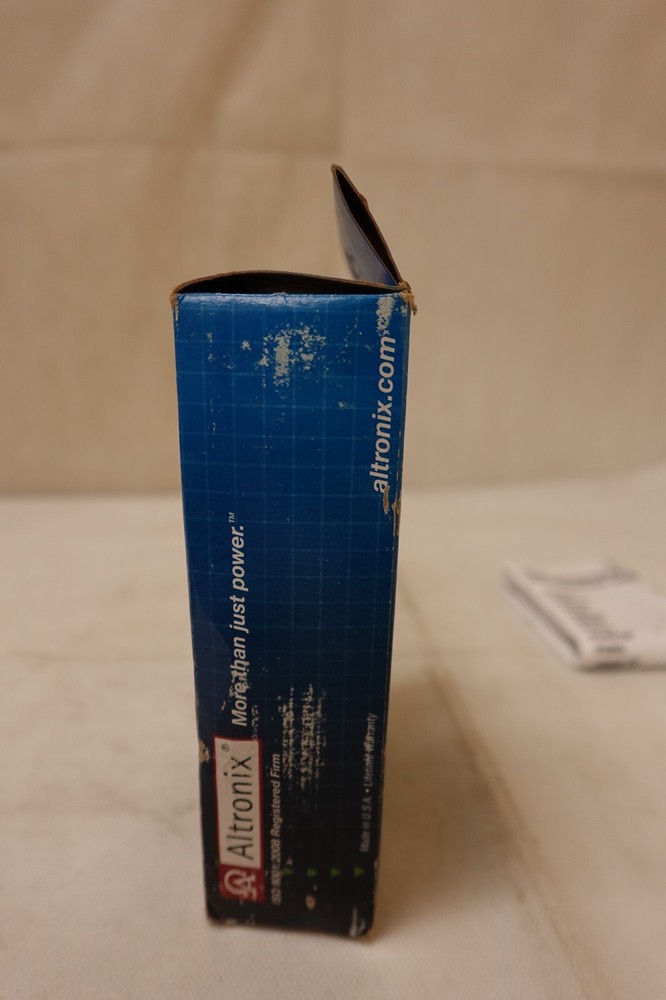 Altronix®
More than just power.™
ISO 9001:2008 Registered Firm
altronix.com
Made in U.S.A. • Lifetime Warranty